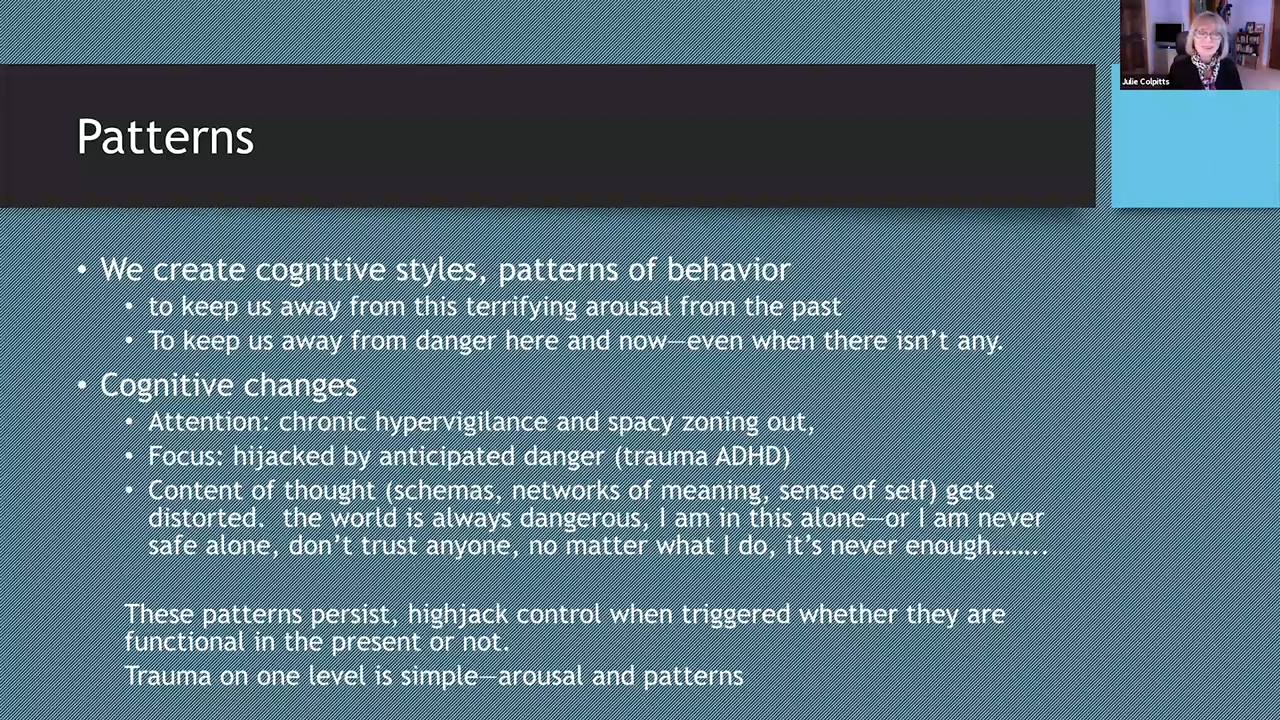 Julie Colpitts
Patterns
• We create cognitive styles, patterns of behavior
• to keep us away from this terrifying arousal from the past
• To keep us away from danger here and now—even when there isn’t any.
• Cognitive changes
• Attention: chronic hypervigilance and spacy zoning out,
• Focus: hijacked by anticipated danger (trauma ADHD)
• Content of thought (schemas, networks of meaning, sense of self) gets
distorted.  the world is always dangerous, I am in this alone—or I am never
safe alone, don’t trust anyone, no matter what I do, it’s never enough……..
These patterns persist, highjack control when triggered whether they are
functional in the present or not.
Trauma on one level is simple—arousal and patterns